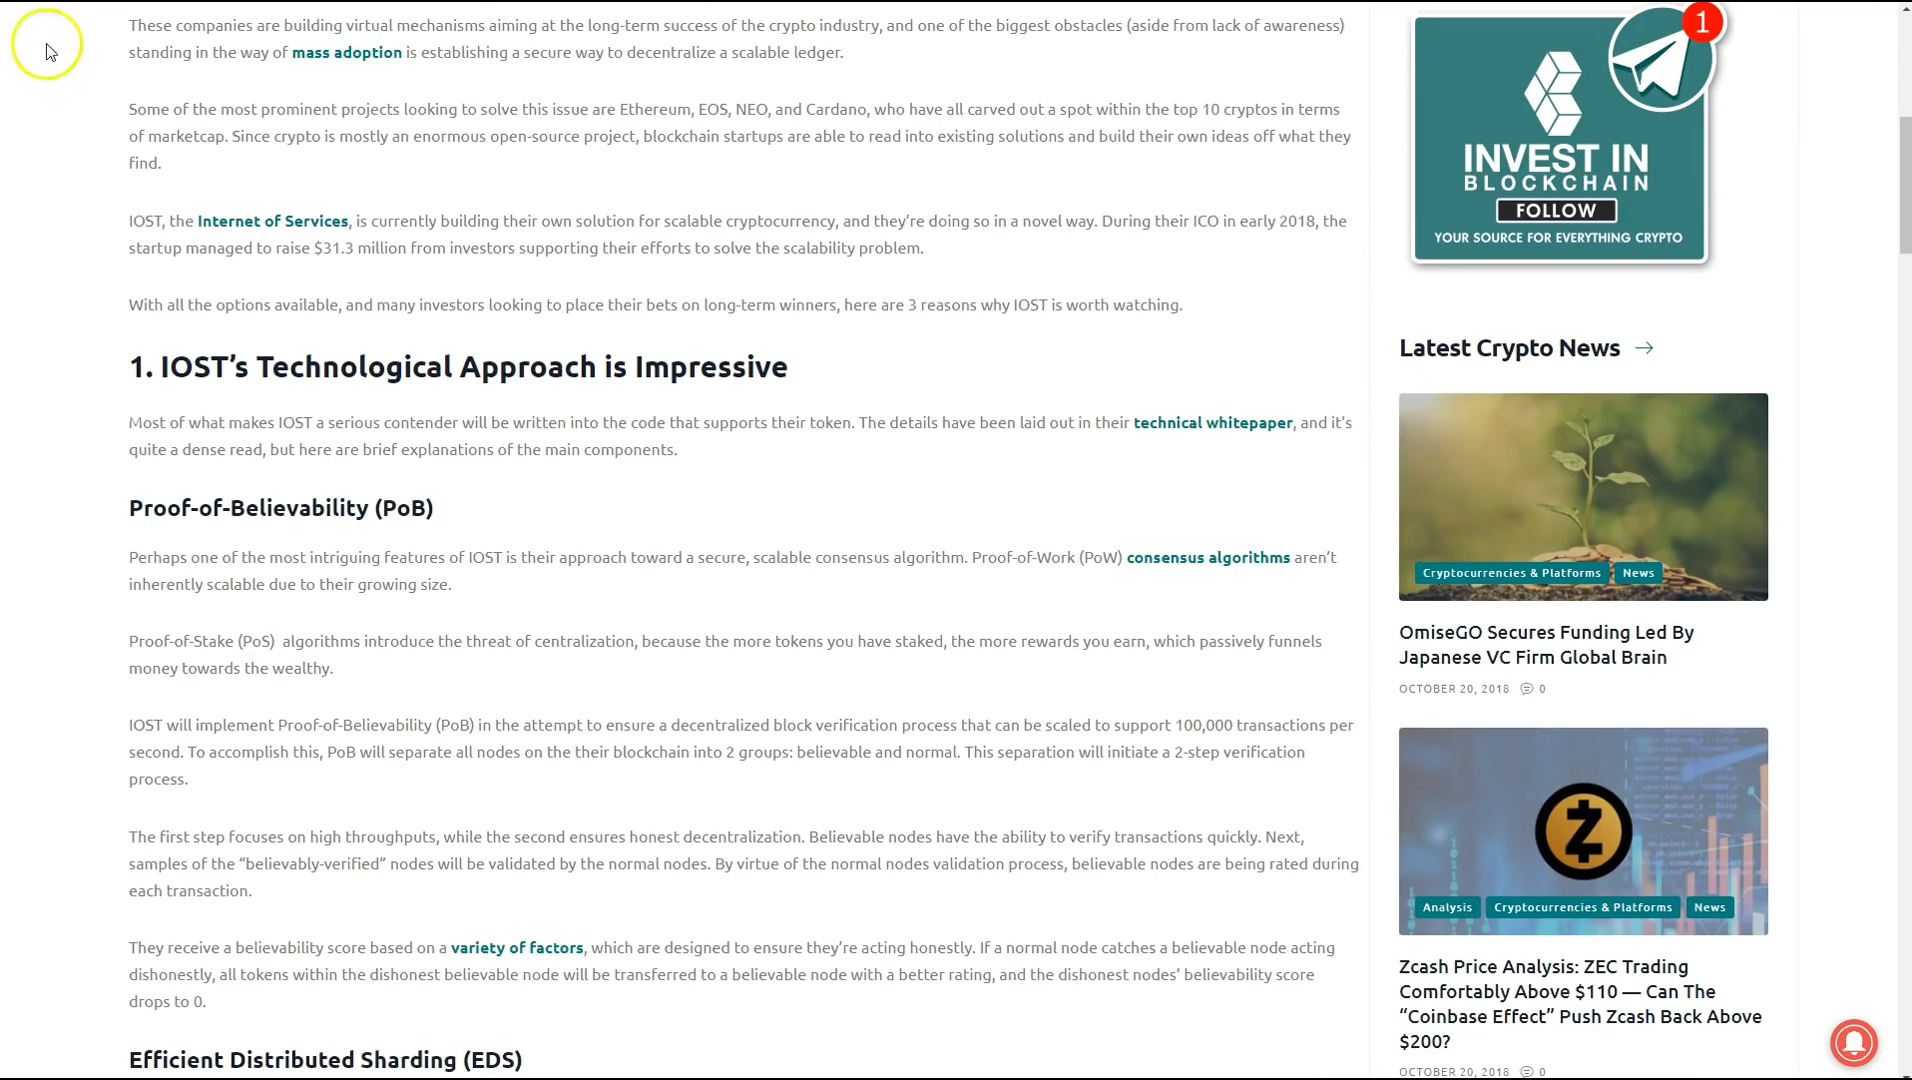 These companies are building virtual mechanisms aiming at the long-term success of the crypto industry, and one of the biggest obstacles (aside from lack of awareness)
standing in the way of mass adoption is establishing a secure way to decentralize a scalable ledger.
Some of the most prominent projects looking to solve this issue are Ethereum, EOS, NEO, and Cardano, who have all carved out a spot within the top 10 cryptos in terms
of marketcap. Since crypto is mostly an enormous open-source project, blockchain startups are able to read into existing solutions and build their own ideas off what they
find.
IOST, the Internet of Services, is currently building their own solution for scalable cryptocurrency, and they’re doing so in a novel way. During their ICO in early 2018, the
startup managed to raise $31.3 million from investors supporting their efforts to solve the scalability problem.
With all the options available, and many investors looking to place their bets on long-term winners, here are 3 reasons why IOST is worth watching.
1. IOST’s Technological Approach is Impressive
Most of what makes IOST a serious contender will be written into the code that supports their token. The details have been laid out in their technical whitepaper, and it’s
quite a dense read, but here are brief explanations of the main components.
Proof-of-Believability (PoB)
Perhaps one of the most intriguing features of IOST is their approach toward a secure, scalable consensus algorithm. Proof-of-Work (PoW) consensus algorithms aren’t
inherently scalable due to their growing size.
Proof-of-Stake (PoS) algorithms introduce the threat of centralization, because the more tokens you have staked, the more rewards you earn, which passively funnels
money towards the wealthy.
IOST will implement Proof-of-Believability (PoB) in the attempt to ensure a decentralized block verification process that can be scaled to support 100,000 transactions per
second. To accomplish this, PoB will separate all nodes on the their blockchain into 2 groups: believable and normal. This separation will initiate a 2-step verification
process.
The first step focuses on high throughputs, while the second ensures honest decentralization. Believable nodes have the ability to verify transactions quickly. Next,
samples of the “believably-verified” nodes will be validated by the normal nodes. By virtue of the normal nodes validation process, believable nodes are being rated during
each transaction.
They receive a believability score based on a variety of factors, which are designed to ensure they’re acting honestly. If a normal node catches a believable node acting
dishonestly, all tokens within the dishonest believable node will be transferred to a believable node with a better rating, and the dishonest nodes’ believability score
drops to 0.
Efficient Distributed Sharding (EDS)
1
INVEST IN
BLOCKCHAIN
FOLLOW
YOUR SOURCE FOR EVERYTHING CRYPTO
Latest Crypto News
Cryptocurrencies & Platforms News
OmiseGO Secures Funding Led By
Japanese VC Firm Global Brain
OCTOBER 20, 2018 0
Analysis Cryptocurrencies & Platforms News
Zcash Price Analysis: ZEC Trading
Comfortably Above $110 — Can The
“Coinbase Effect” Push Zcash Back Above
$200?
OCTOBER 20, 2018 0